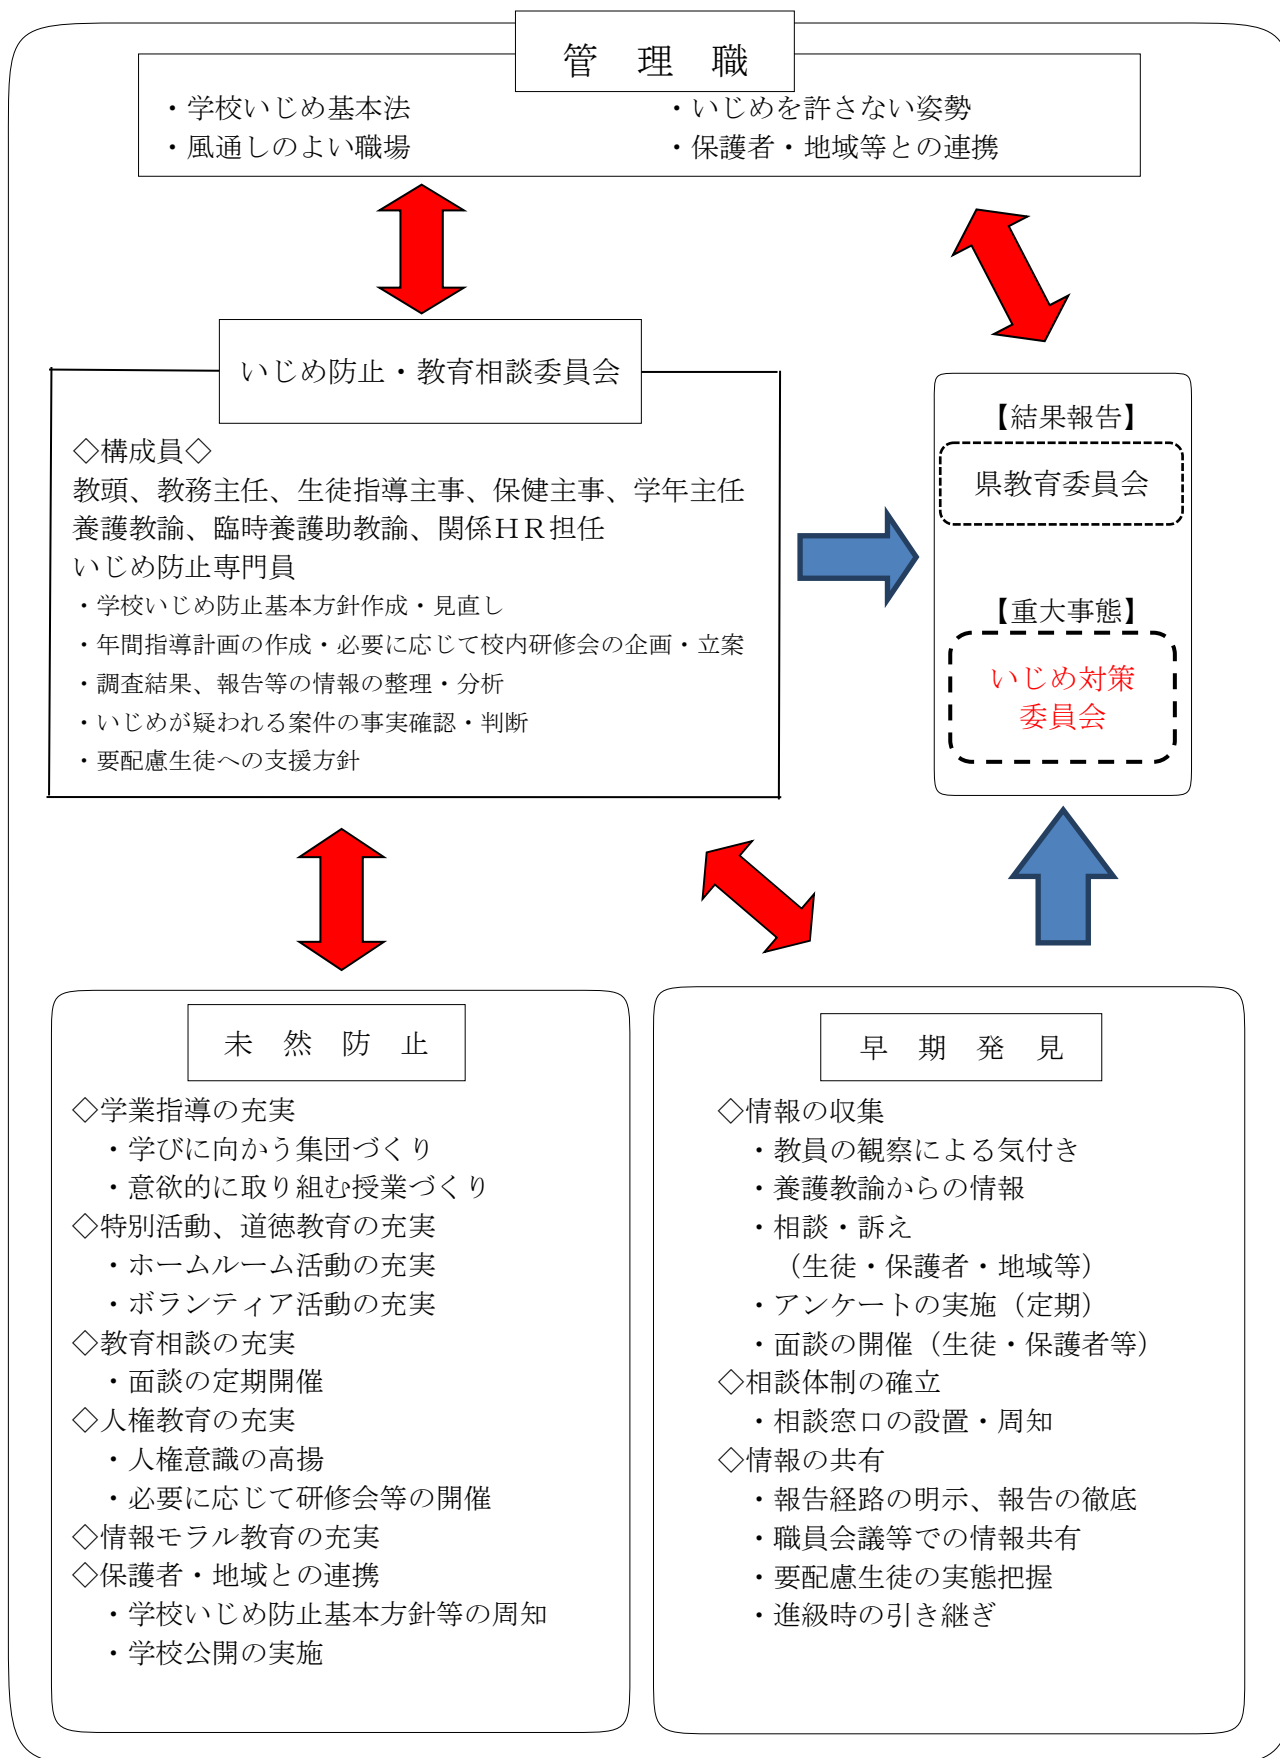 管　理　職
・学校いじめ基本法
・いじめを許さない姿勢
・風通しのよい職場
・保護者・地域等との連携
いじめ防止・教育相談委員会
◇構成員◇
教頭、教務主任、生徒指導主事、保健主事、学年主任
養護教諭、臨時養護助教諭、関係ＨＲ担任
いじめ防止専門員
・学校いじめ防止基本方針作成・見直し
・年間指導計画の作成・必要に応じて校内研修会の企画・立案
・調査結果、報告等の情報の整理・分析
・いじめが疑われる案件の事実確認・判断
・要配慮生徒への支援方針
【結果報告】
県教育委員会
【重大事態】
いじめ対策
委員会
未　然　防　止
◇学業指導の充実
・学びに向かう集団づくり
・意欲的に取り組む授業づくり
◇特別活動、道徳教育の充実
・ホームルーム活動の充実
・ボランティア活動の充実
◇教育相談の充実
・面談の定期開催
◇人権教育の充実
・人権意識の高揚
・必要に応じて研修会等の開催
◇情報モラル教育の充実
◇保護者・地域との連携
・学校いじめ防止基本方針等の周知
・学校公開の実施
早　期　発　見
◇情報の収集
・教員の観察による気付き
・養護教諭からの情報
・相談・訴え
（生徒・保護者・地域等）
・アンケートの実施（定期）
・面談の開催（生徒・保護者等）
◇相談体制の確立
・相談窓口の設置・周知
◇情報の共有
・報告経路の明示、報告の徹底
・職員会議等での情報共有
・要配慮生徒の実態把握
・進級時の引き継ぎ